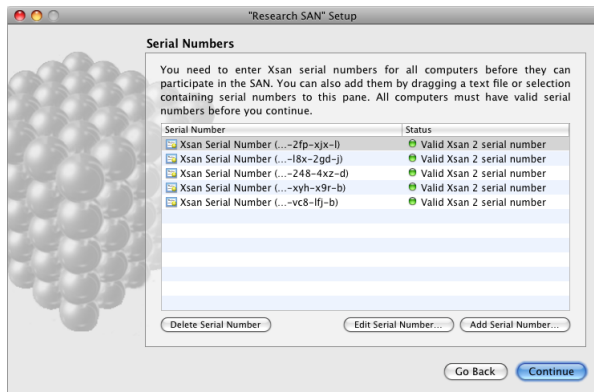 "Research SAN" Setup
Serial Numbers
You need to enter Xsan serial numbers for all computers before they can
participate in the SAN. You can also add them by dragging a text file or selection
containing serial numbers to this pane. All computers must have valid serial
numbers before you continue.
Serial Number Status
Xsan Serial Number (...-2fp-xjx-l) Valid Xsan 2 serial number
Xsan Serial Number (...-l8x-2gd-j) Valid Xsan 2 serial number
Xsan Serial Number (...-248-4xz-d) Valid Xsan 2 serial number
Xsan Serial Number (...-xyh-x9r-b) Valid Xsan 2 serial number
Xsan Serial Number (...-vc8-lfj-b) Valid Xsan 2 serial number
Delete Serial Number Edit Serial Number... Add Serial Number...
Go Back Continue